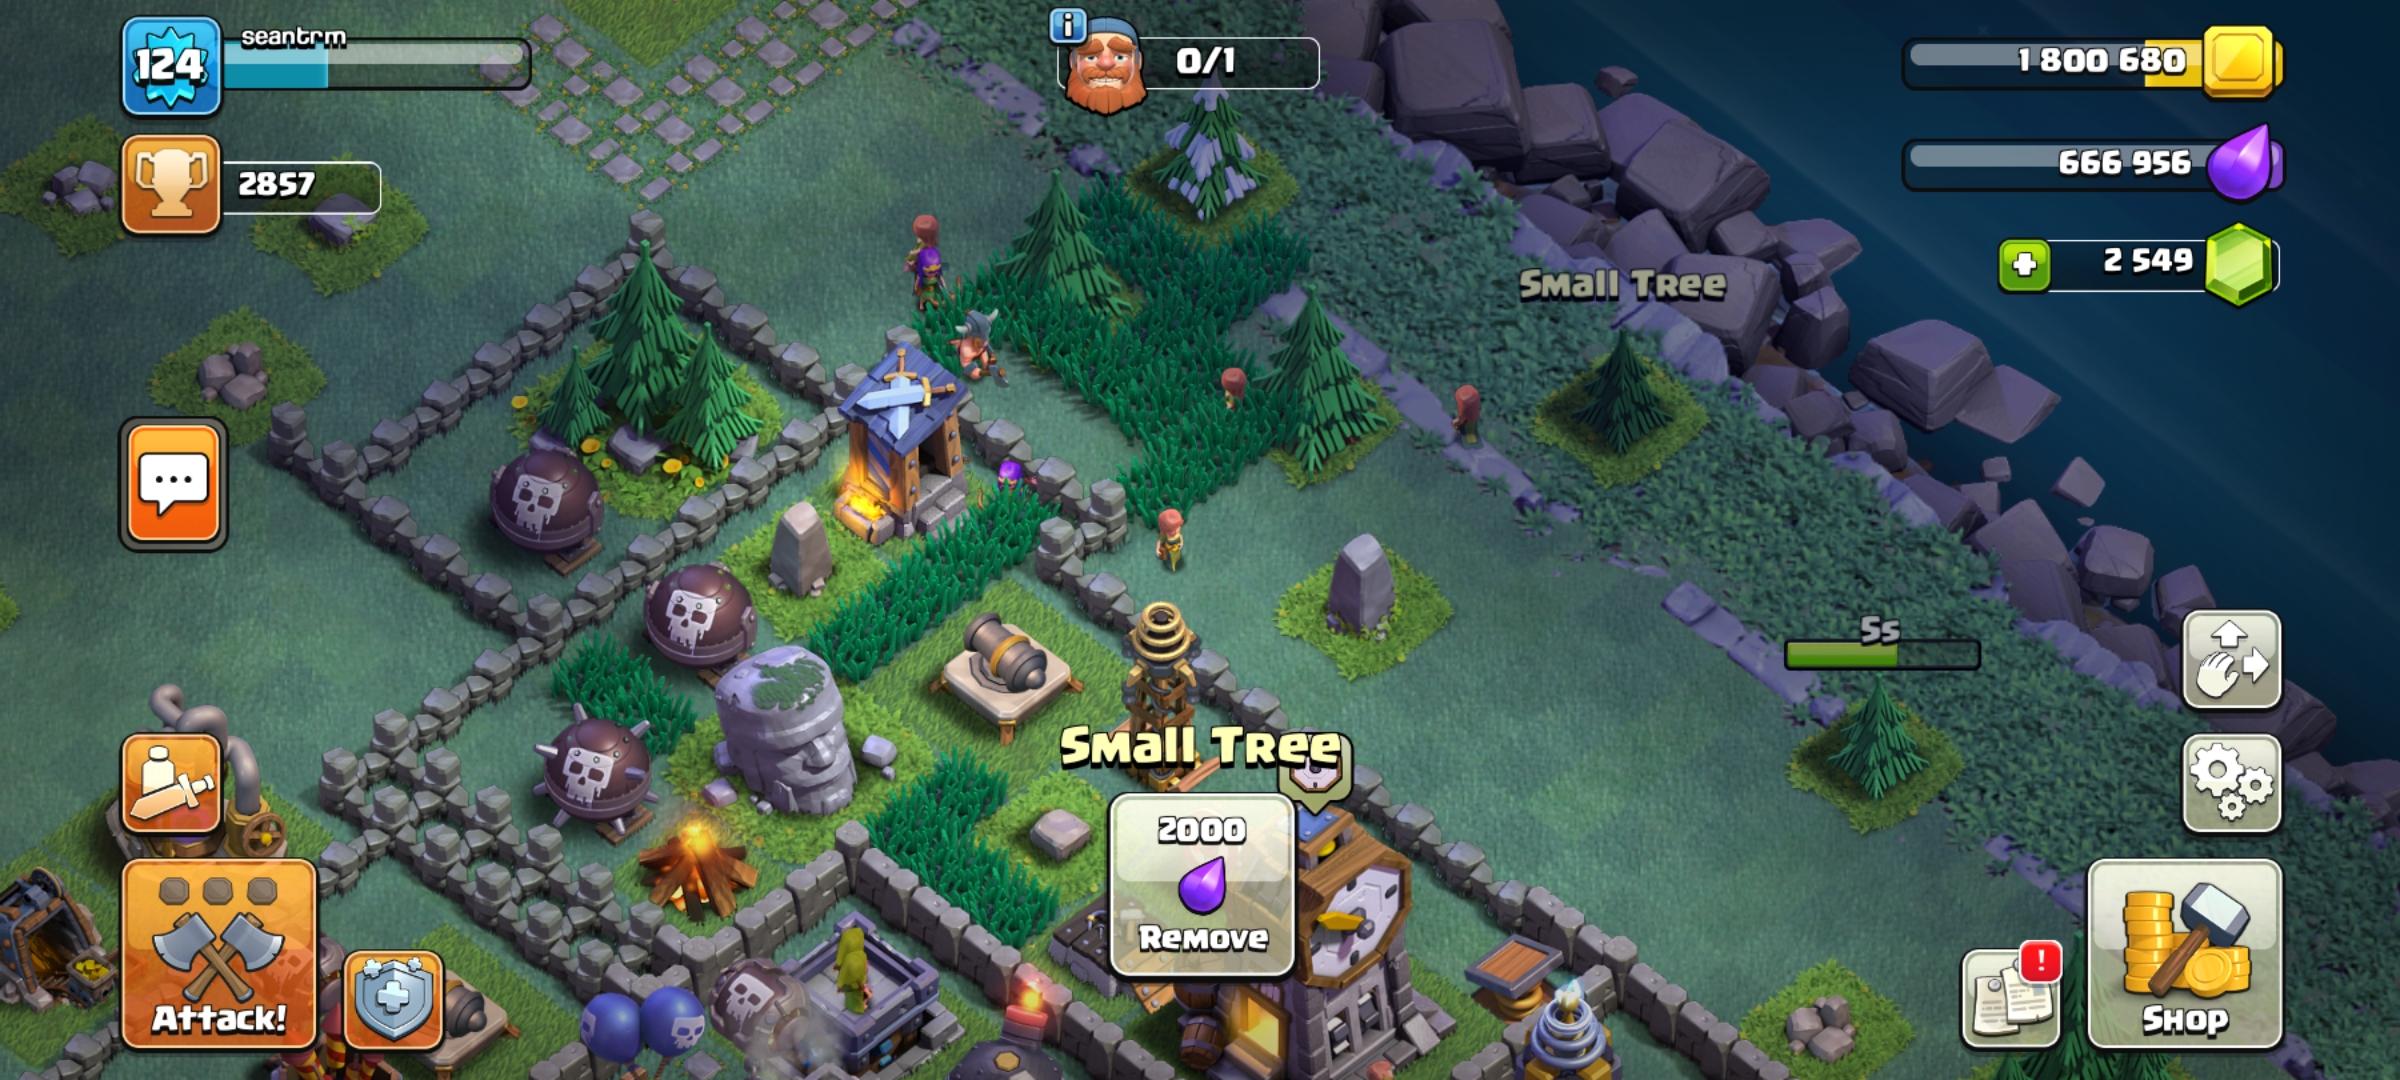 124
seantrm
i
0/1
1 800 680
2857
666 956
2 549
Small Tree
5s
Small Tree
2000
Remove
!
Attack!
Shop